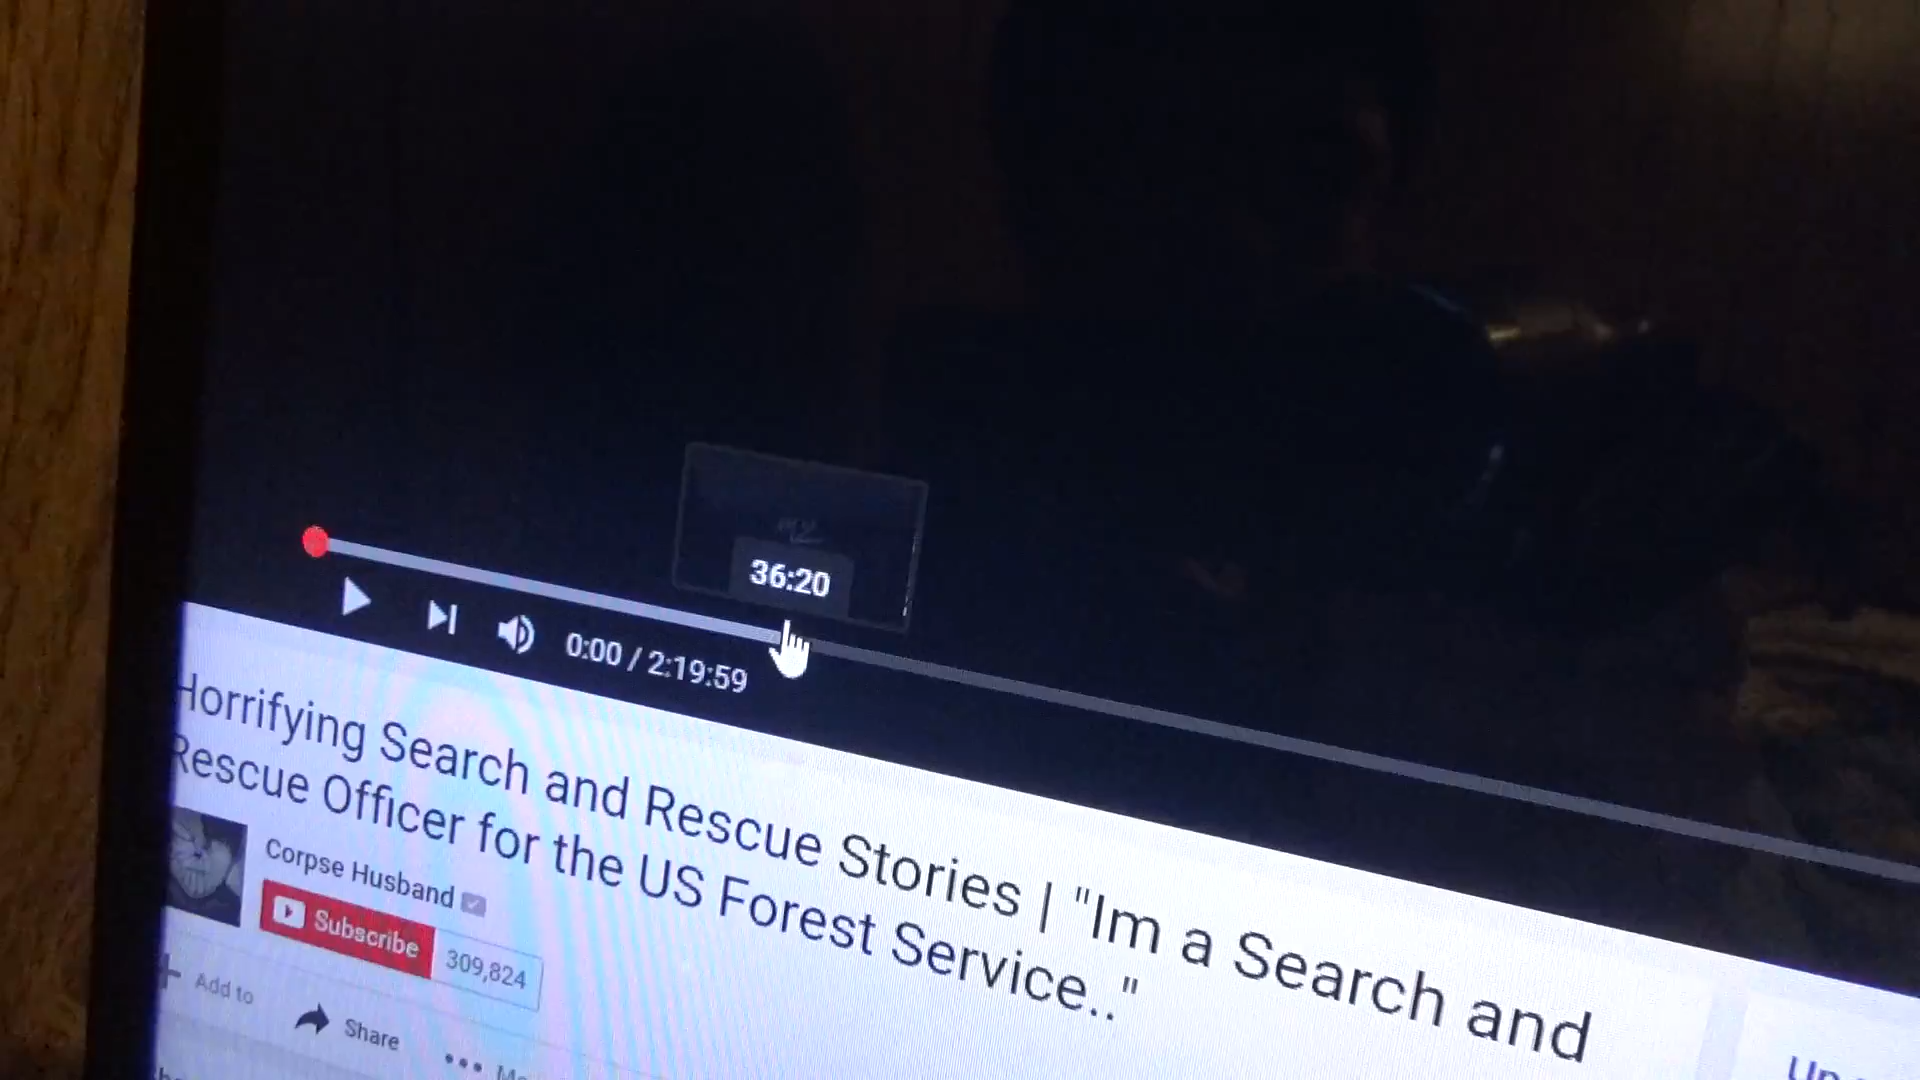 36:20
0:00 / 2:19:59
Horrifying Search and Rescue Stories | "Im a Search and
Rescue Officer for the US Forest Service.."
Corpse Husband
Subscribe 309,824
Add to
Share